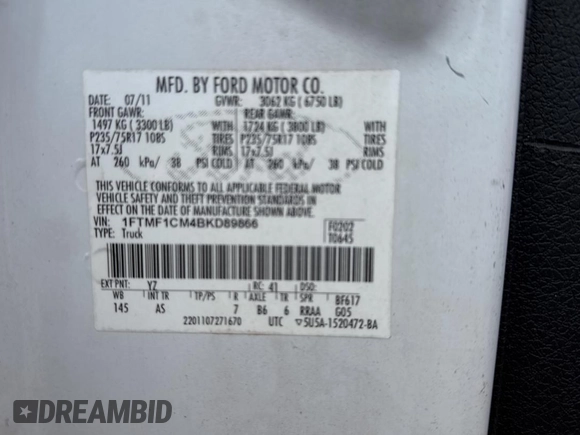 MFD. BY FORD MOTOR CO.
DATE: 07/11 GVWR: 3062 KG (6750 LB)
FRONT GAWR: REAR GAWR:
1497 KG (3300 LB) WITH 1724 KG (3800 LB) WITH
P235/75R17 108S TIRES P235/75R17 108S TIRES
17x7.5J RIMS 17x7.5J RIMS
AT 260 kPa/ 38 PSI COLD AT 260 kPa/ 38 PSI COLD
THIS VEHICLE CONFORMS TO ALL APPLICABLE FEDERAL MOTOR
VEHICLE SAFETY AND THEFT PREVENTION STANDARDS IN
EFFECT ON THE DATE OF MANUFACTURE SHOWN ABOVE.
VIN: 1FTMF1CM4BKD89866 F0202
TYPE: Truck T0645
EXT PNT: YZ RC: 41 DSO:
WB INT TR TP/PS R AXLE TR SPR BF617
145 AS 7 B6 6 RRAA G05
2201107271670 UTC ▽5USA-1520472-BA
DREAMBID